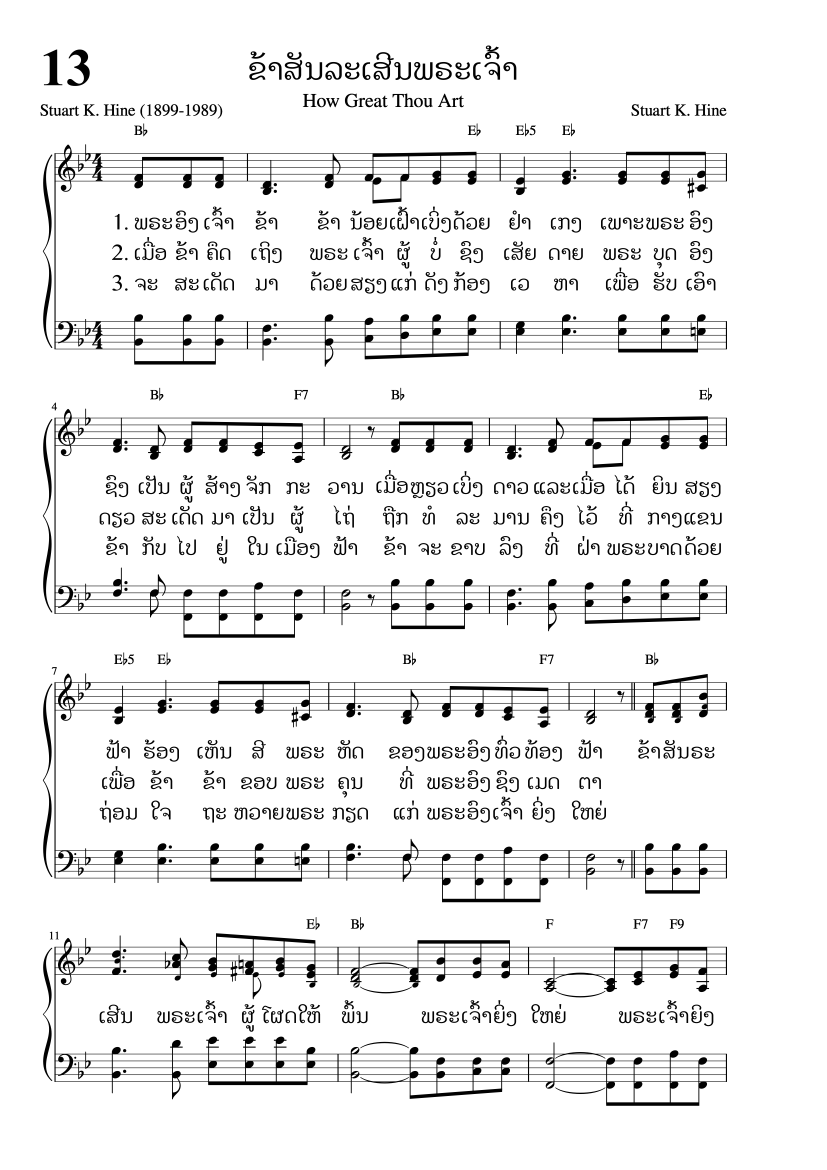 13
ຂ້າສັນລະເສີນພຣະເຈົ້າ
How Great Thou Art
Stuart K. Hine (1899-1989) Stuart K. Hine
B♭ E♭ E♭5 E♭
1. ພຣະອົງ ເຈົ້າ ຂ້າ ຂ້າ ນ້ອຍເຝົ້າເບິ່ງດ້ວຍ ຢຳ ເກງ ເພາະພຣະ ອົງ
2. ເມື່ອ ຂ້າ ຄຶດ ເຖິງ ພຣະ ເຈົ້າ ຜູ້ ບໍ່ ຊົງ ເສັຍ ດາຍ ພຣະ ບຸດ ອົງ
3. ຈະ ສະເດັດ ມາ ດ້ວຍສຽງ ແກ່ ດັງ ກ້ອງ ເວ ຫາ ເພື່ອ ຮັບ ເອົາ
4 B♭ F7 B♭ E♭
ຊົງ ເປັນ ຜູ້ ສ້າງ ຈັກ ກະ ວານ ເມື່ອຫຼຽວເບິ່ງ ດາວ ແລະເມື່ອ ໄດ້ ຍິນ ສຽງ
ດຽວ ສະ ເດັດ ມາ ເປັນ ຜູ້ ໄຖ່ ຖືກ ທໍ ລະ ມານ ຄຶງ ໄວ້ ທີ່ ກາງແຂນ
ຂ້າ ກັບ ໄປ ຢູ່ ໃນ ເມືອງ ຟ້າ ຂ້າ ຈະ ຂາບ ລົງ ທີ່ ຝ່າ ພຣະບາດດ້ວຍ
7 E♭5 E♭ B♭ F7 B♭
ຟ້າ ຮ້ອງ ເຫັນ ສີ ພຣະ ຫັດ ຂອງພຣະອົງທົ່ວທ້ອງ ຟ້າ ຂ້າສັນຣະ
ເພື່ອ ຂ້າ ຂ້າ ຂອບ ພຣະ ຄຸນ ທີ່ ພຣະອົງຊົງ ເມດ ຕາ
ຖ່ອມ ໃຈ ຖະ ຫວາຍພຣະ ກຽດ ແກ່ ພຣະອົງເຈົ້າ ຍິ່ງ ໃຫຍ່
11 E♭ B♭ F F7 F9
ເສີນ ພຣະເຈົ້າ ຜູ້ ໂຜດໃຫ້ ພົ້ນ ພຣະເຈົ້າຍິ່ງ ໃຫຍ່ ພຣະເຈົ້າຍິງ